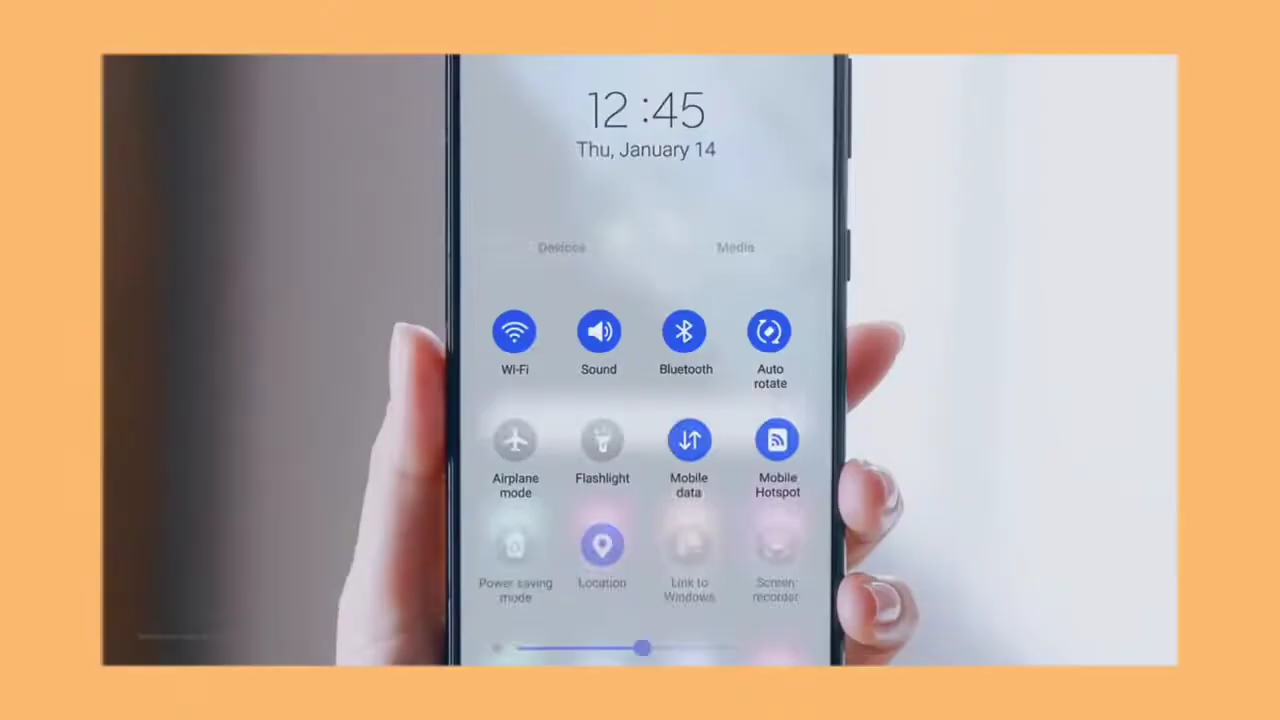 12 :45
Thu, January 14
Devices
Media
Wi-Fi
Sound
Bluetooth
Auto
rotate
Airplane
mode
Flashlight
Mobile
data
Mobile
Hotspot
Power saving
mode
Location
Link to
Windows
Screen
recorder